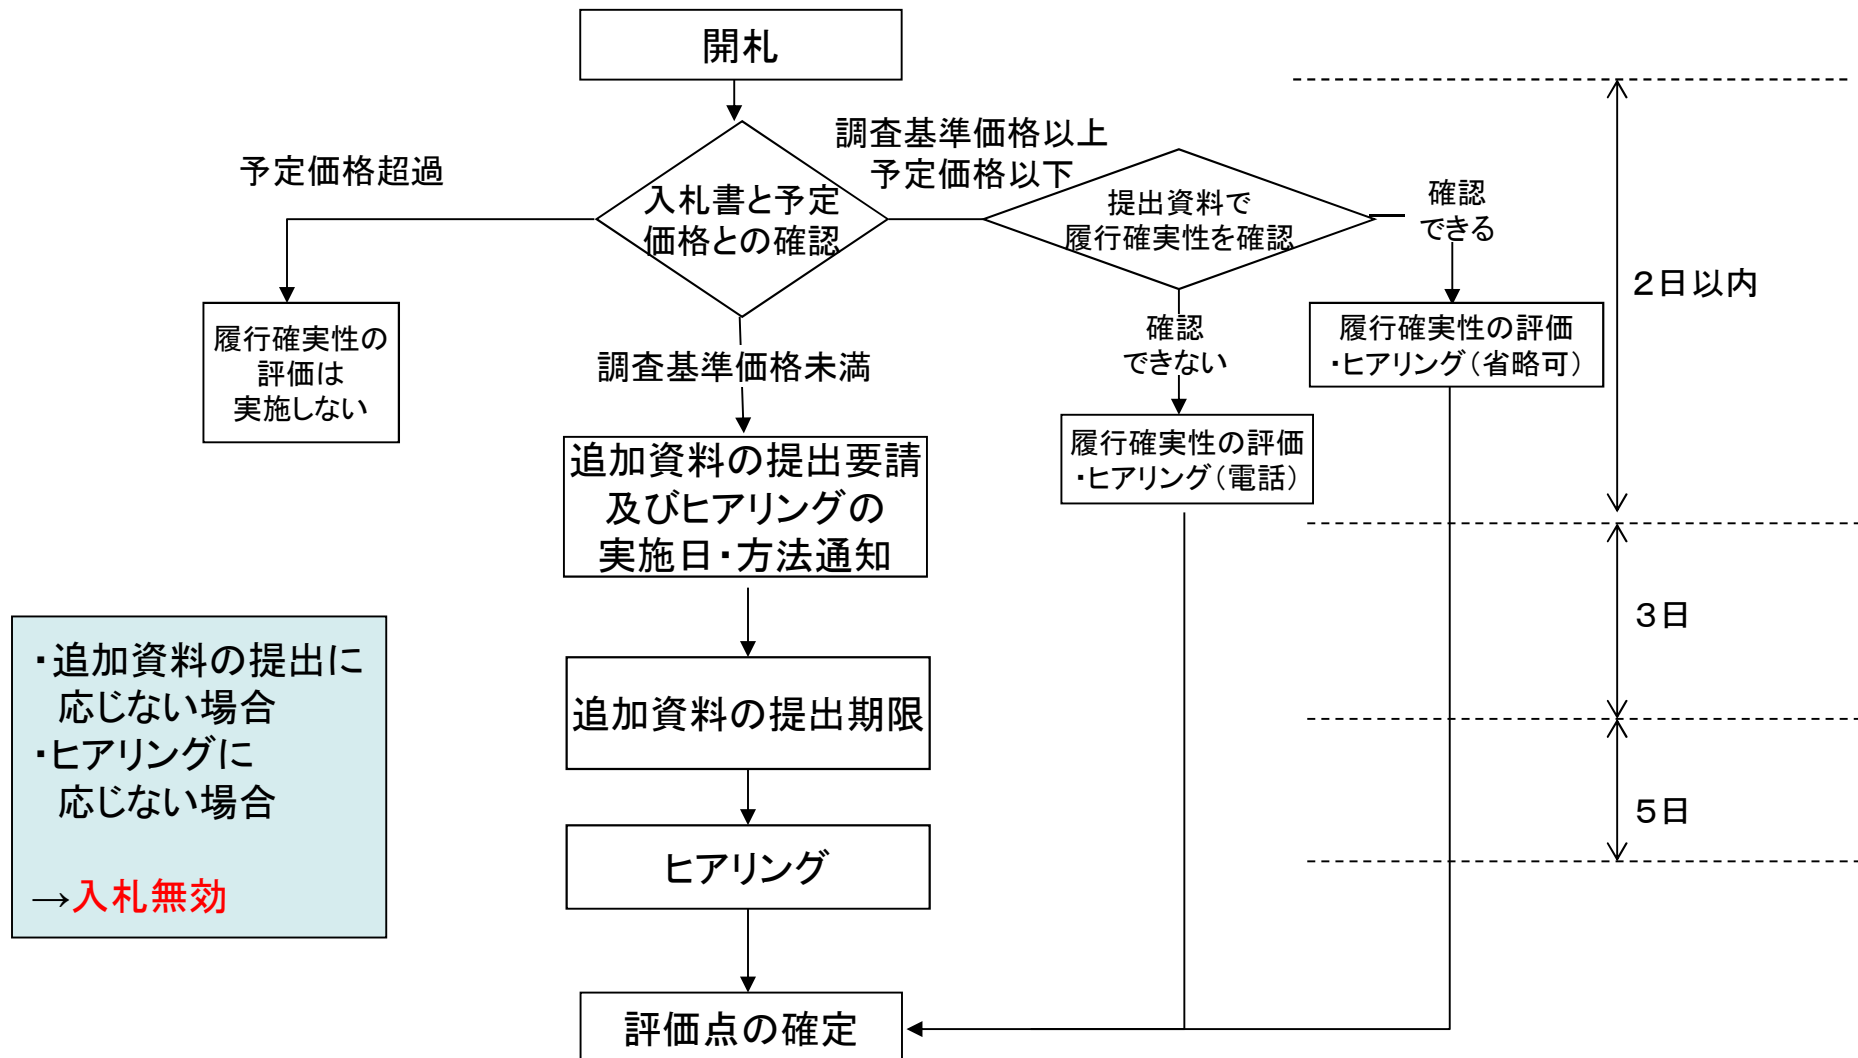 開札
調査基準価格以上
予定価格以下
予定価格超過
入札書と予定
価格との確認
提出資料で
履行確実性を確認
確認
できる
2日以内
履行確実性の
評価は
実施しない
調査基準価格未満
確認
できない
履行確実性の評価
・ヒアリング(省略可)
履行確実性の評価
・ヒアリング(電話)
追加資料の提出要請
及びヒアリングの
実施日・方法通知
3日
・追加資料の提出に
応じない場合
・ヒアリングに
応じない場合
→入札無効
追加資料の提出期限
5日
ヒアリング
評価点の確定